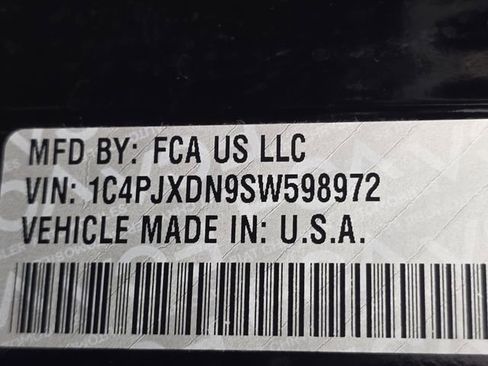 MFD BY: FCA US LLC
VIN: 1C4PJXDN9SW598972
VEHICLE MADE IN: U.S.A.